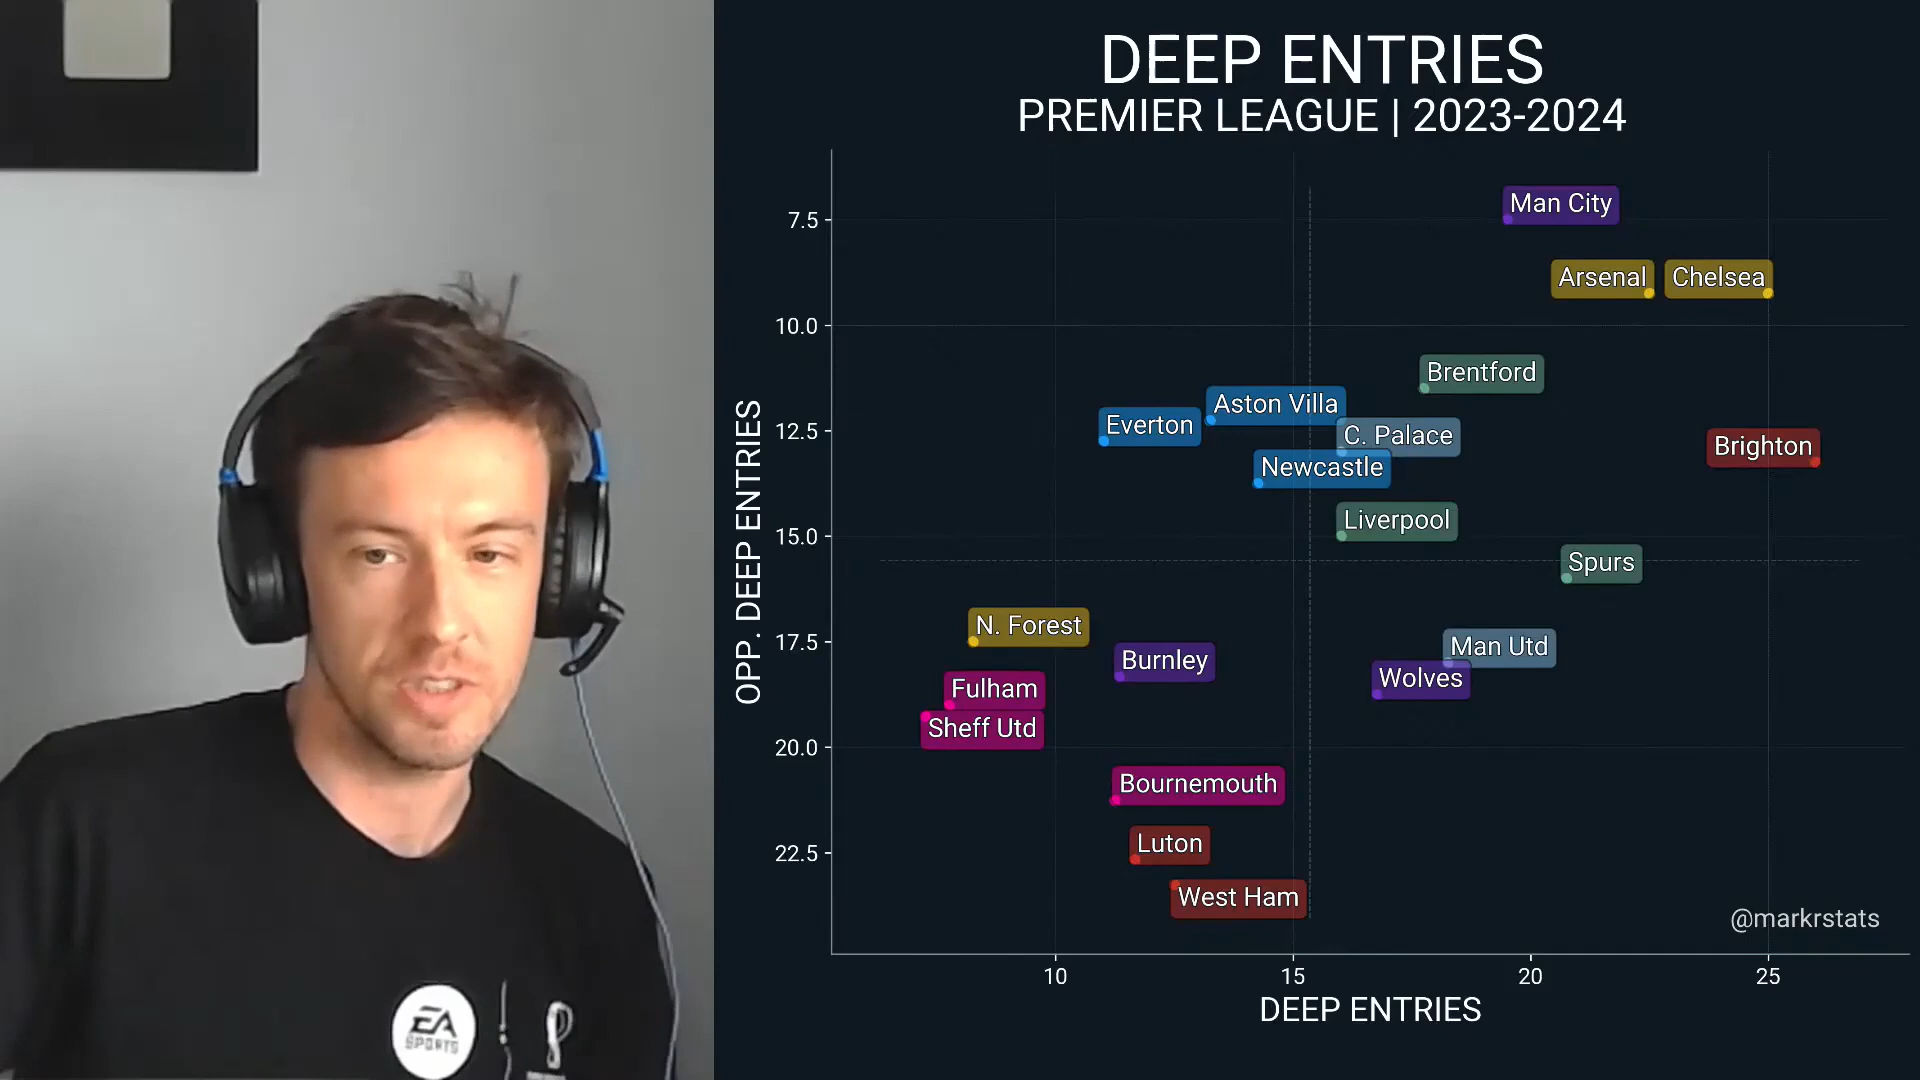 DEEP ENTRIES
PREMIER LEAGUE | 2023-2024
OPP. DEEP ENTRIES
7.5
10.0
12.5
15.0
17.5
20.0
22.5
Man City
Arsenal
Chelsea
Brentford
Aston Villa
Everton
C. Palace
Brighton
Newcastle
Liverpool
Spurs
N. Forest
Man Utd
Burnley
Wolves
Fulham
Sheff Utd
Bournemouth
Luton
West Ham
@markrstats
10
15
20
25
DEEP ENTRIES
EA
SPORTS